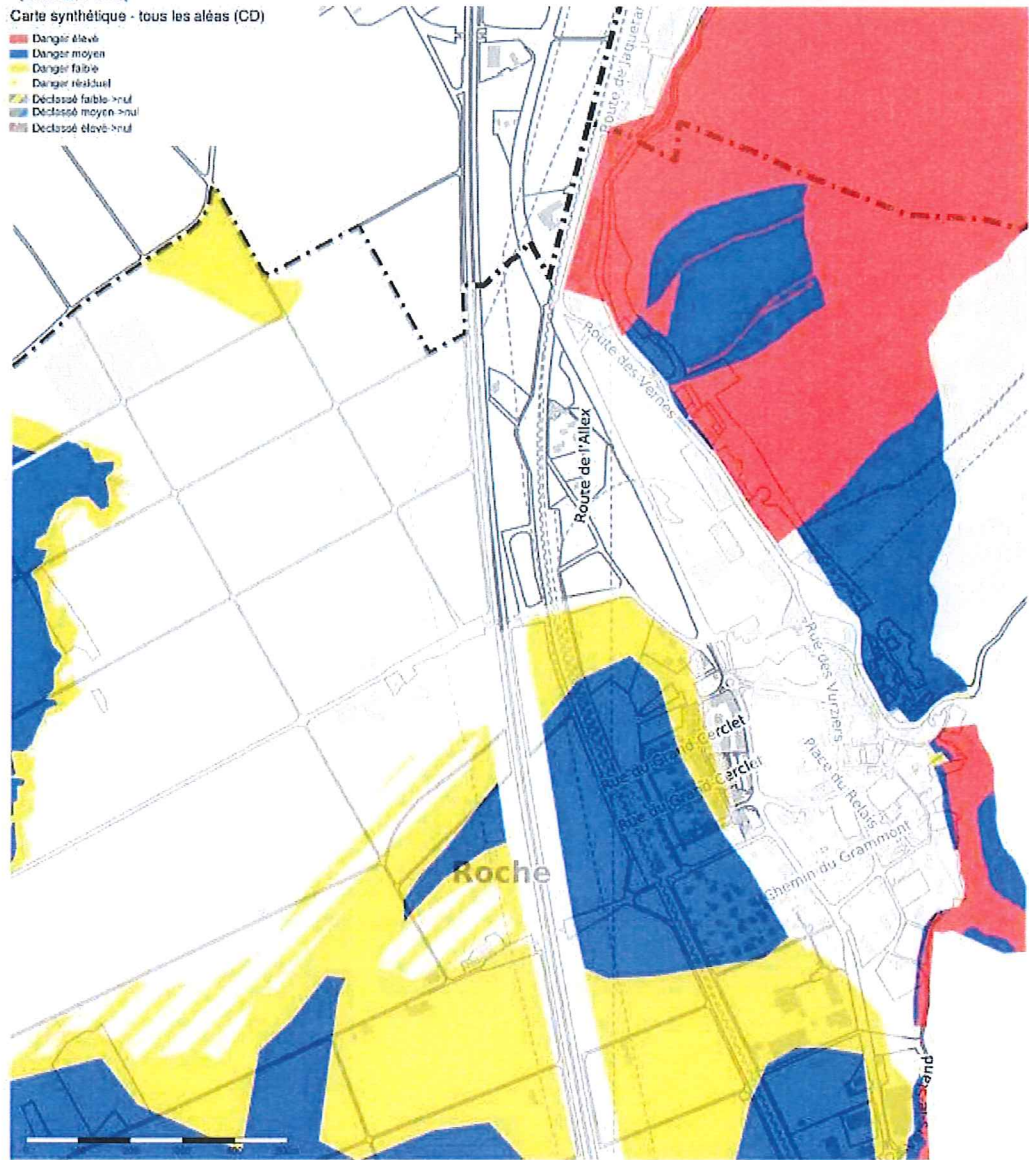 Carte synthétique - tous les aléas (CD)
Danger élevé
Danger moyen
Danger faible
Danger résiduel
Déclassé faible->nul
Déclassé moyen->nul
Déclassé élevé->nul
Route des Vernes
Route de l'Allex
Rue des Vurziers
Rue du Grand Cerclet
Rue du Grand Cerclet
Place du Relais
Chemin du Grammont
Roche